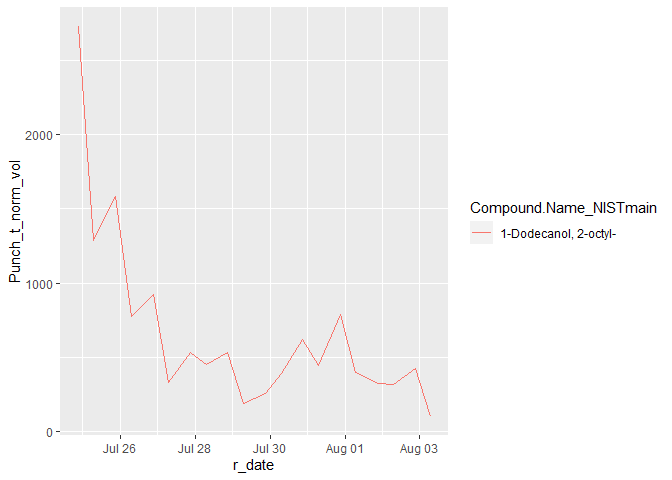 Punch_t_norm_vol
2000
1000
0
Jul 26 Jul 28 Jul 30 Aug 01 Aug 03
r_date
Compound.Name_NISTmain
1-Dodecanol, 2-octyl-